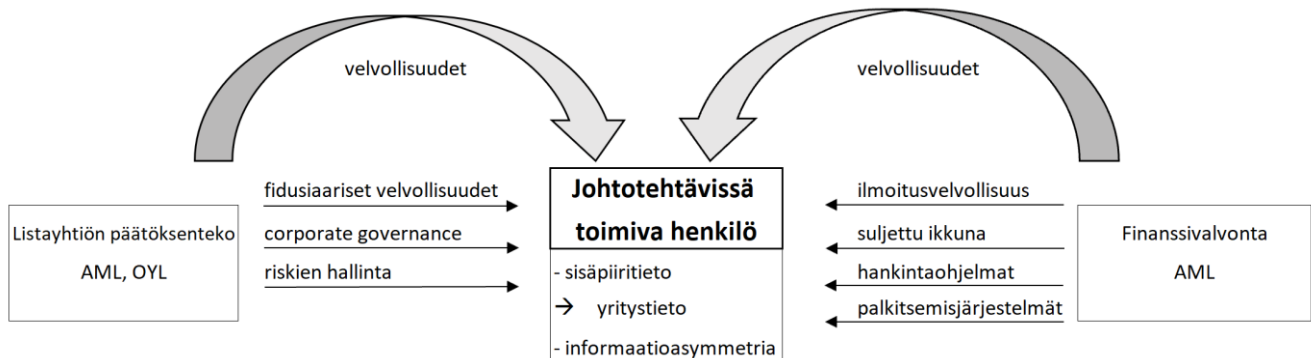 velvollisuudet
velvollisuudet
Listayhtiön päätöksenteko
AML, OYL
fidusiaariset velvollisuudet
corporate governance
riskien hallinta
Johtotehtävissä
toimiva henkilö
- sisäpiiritieto
→ yritystieto
- informaatioasymmetria
ilmoitusvelvollisuus
suljettu ikkuna
hankintaohjelmat
palkitsemisjärjestelmät
Finanssivalvonta
AML